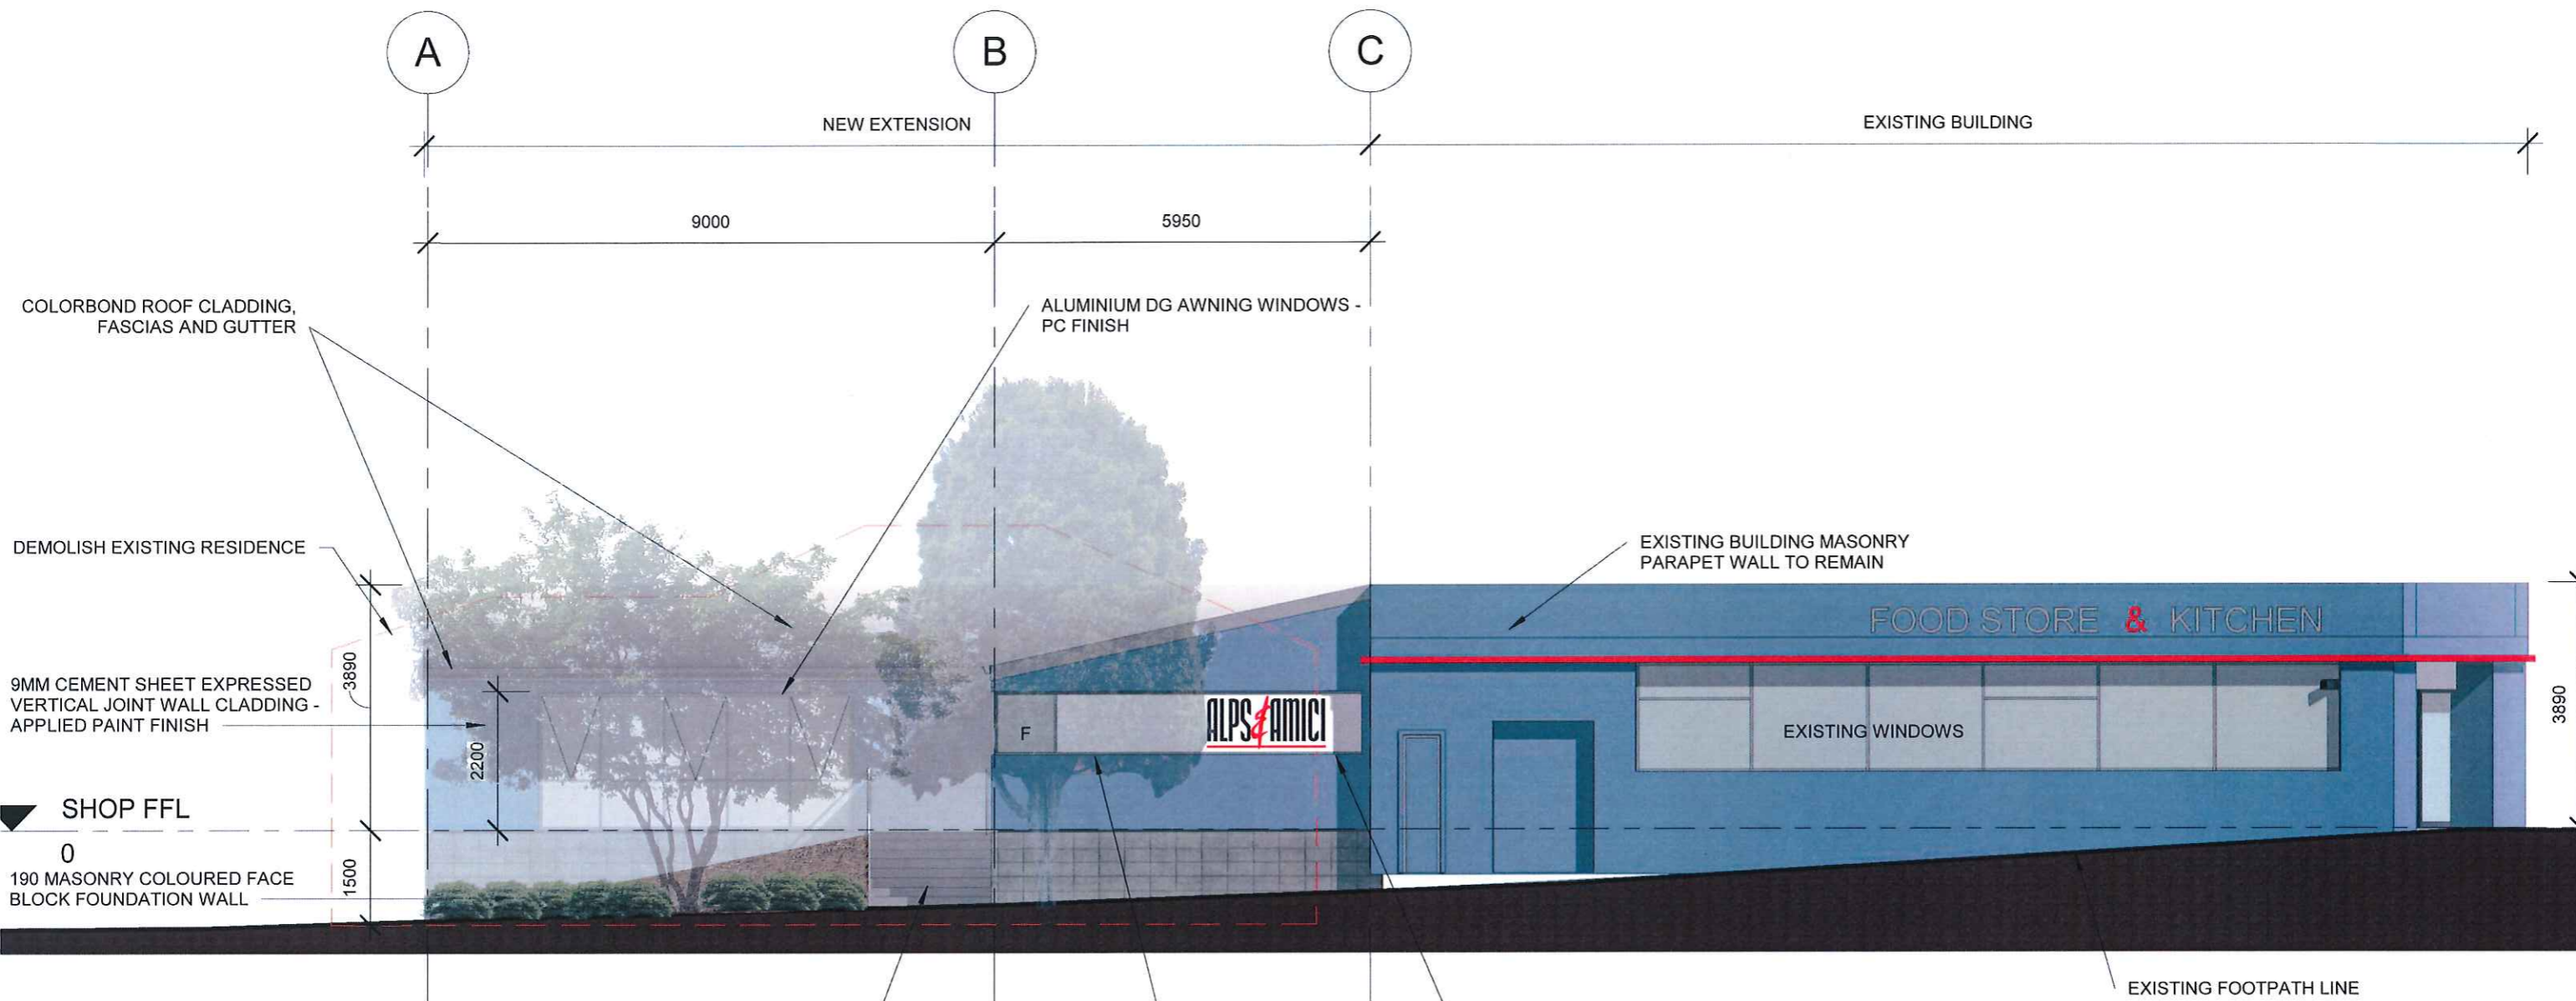 A
B
C
NEW EXTENSION
EXISTING BUILDING
9000
5950
COLORBOND ROOF CLADDING,
FASCIAS AND GUTTER
ALUMINIUM DG AWNING WINDOWS -
PC FINISH
DEMOLISH EXISTING RESIDENCE
EXISTING BUILDING MASONRY
PARAPET WALL TO REMAIN
FOOD STORE & KITCHEN
9MM CEMENT SHEET EXPRESSED
VERTICAL JOINT WALL CLADDING -
APPLIED PAINT FINISH
3890
2200
F
ALPS & AMICI
EXISTING WINDOWS
3890
SHOP FFL
0
190 MASONRY COLOURED FACE
BLOCK FOUNDATION WALL
1500
EXISTING FOOTPATH LINE